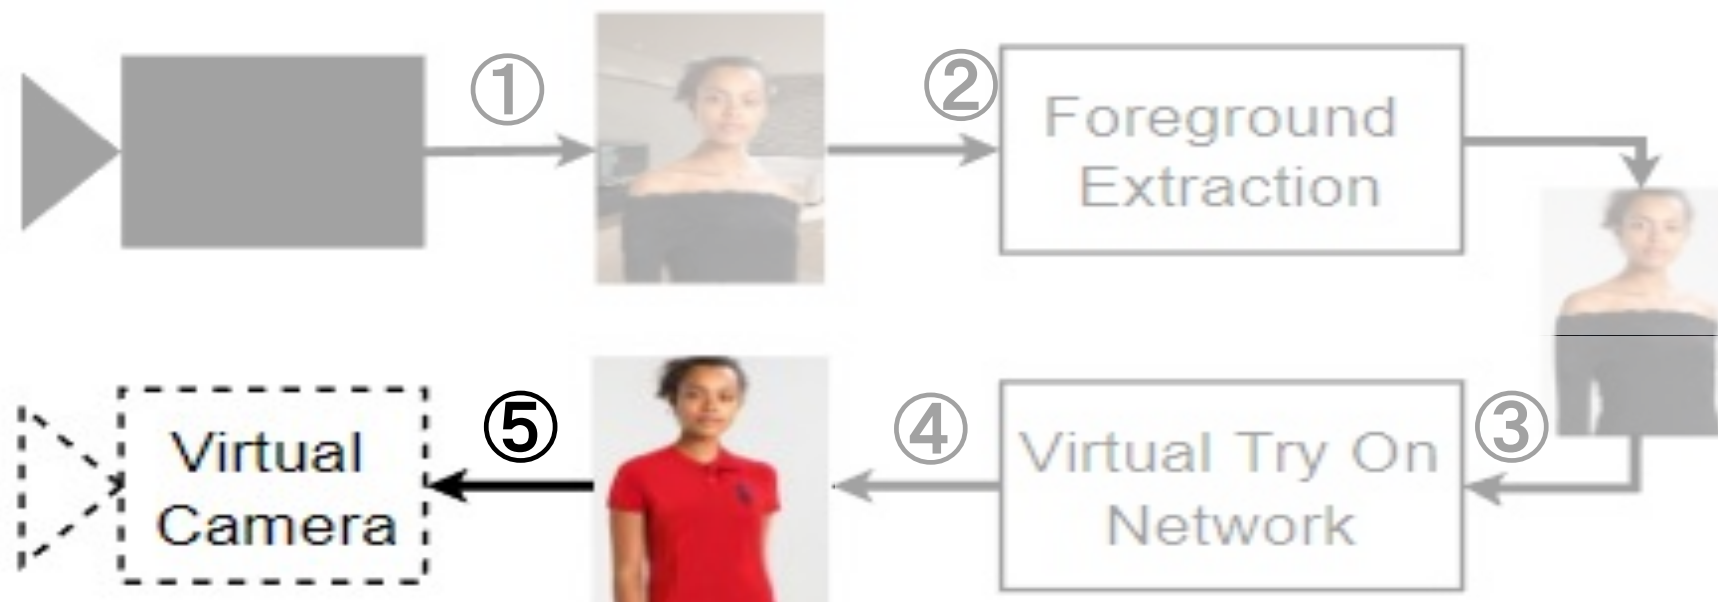 ①
②
Foreground
Extraction
Virtual
Camera
⑤
④
Virtual Try On
Network
③